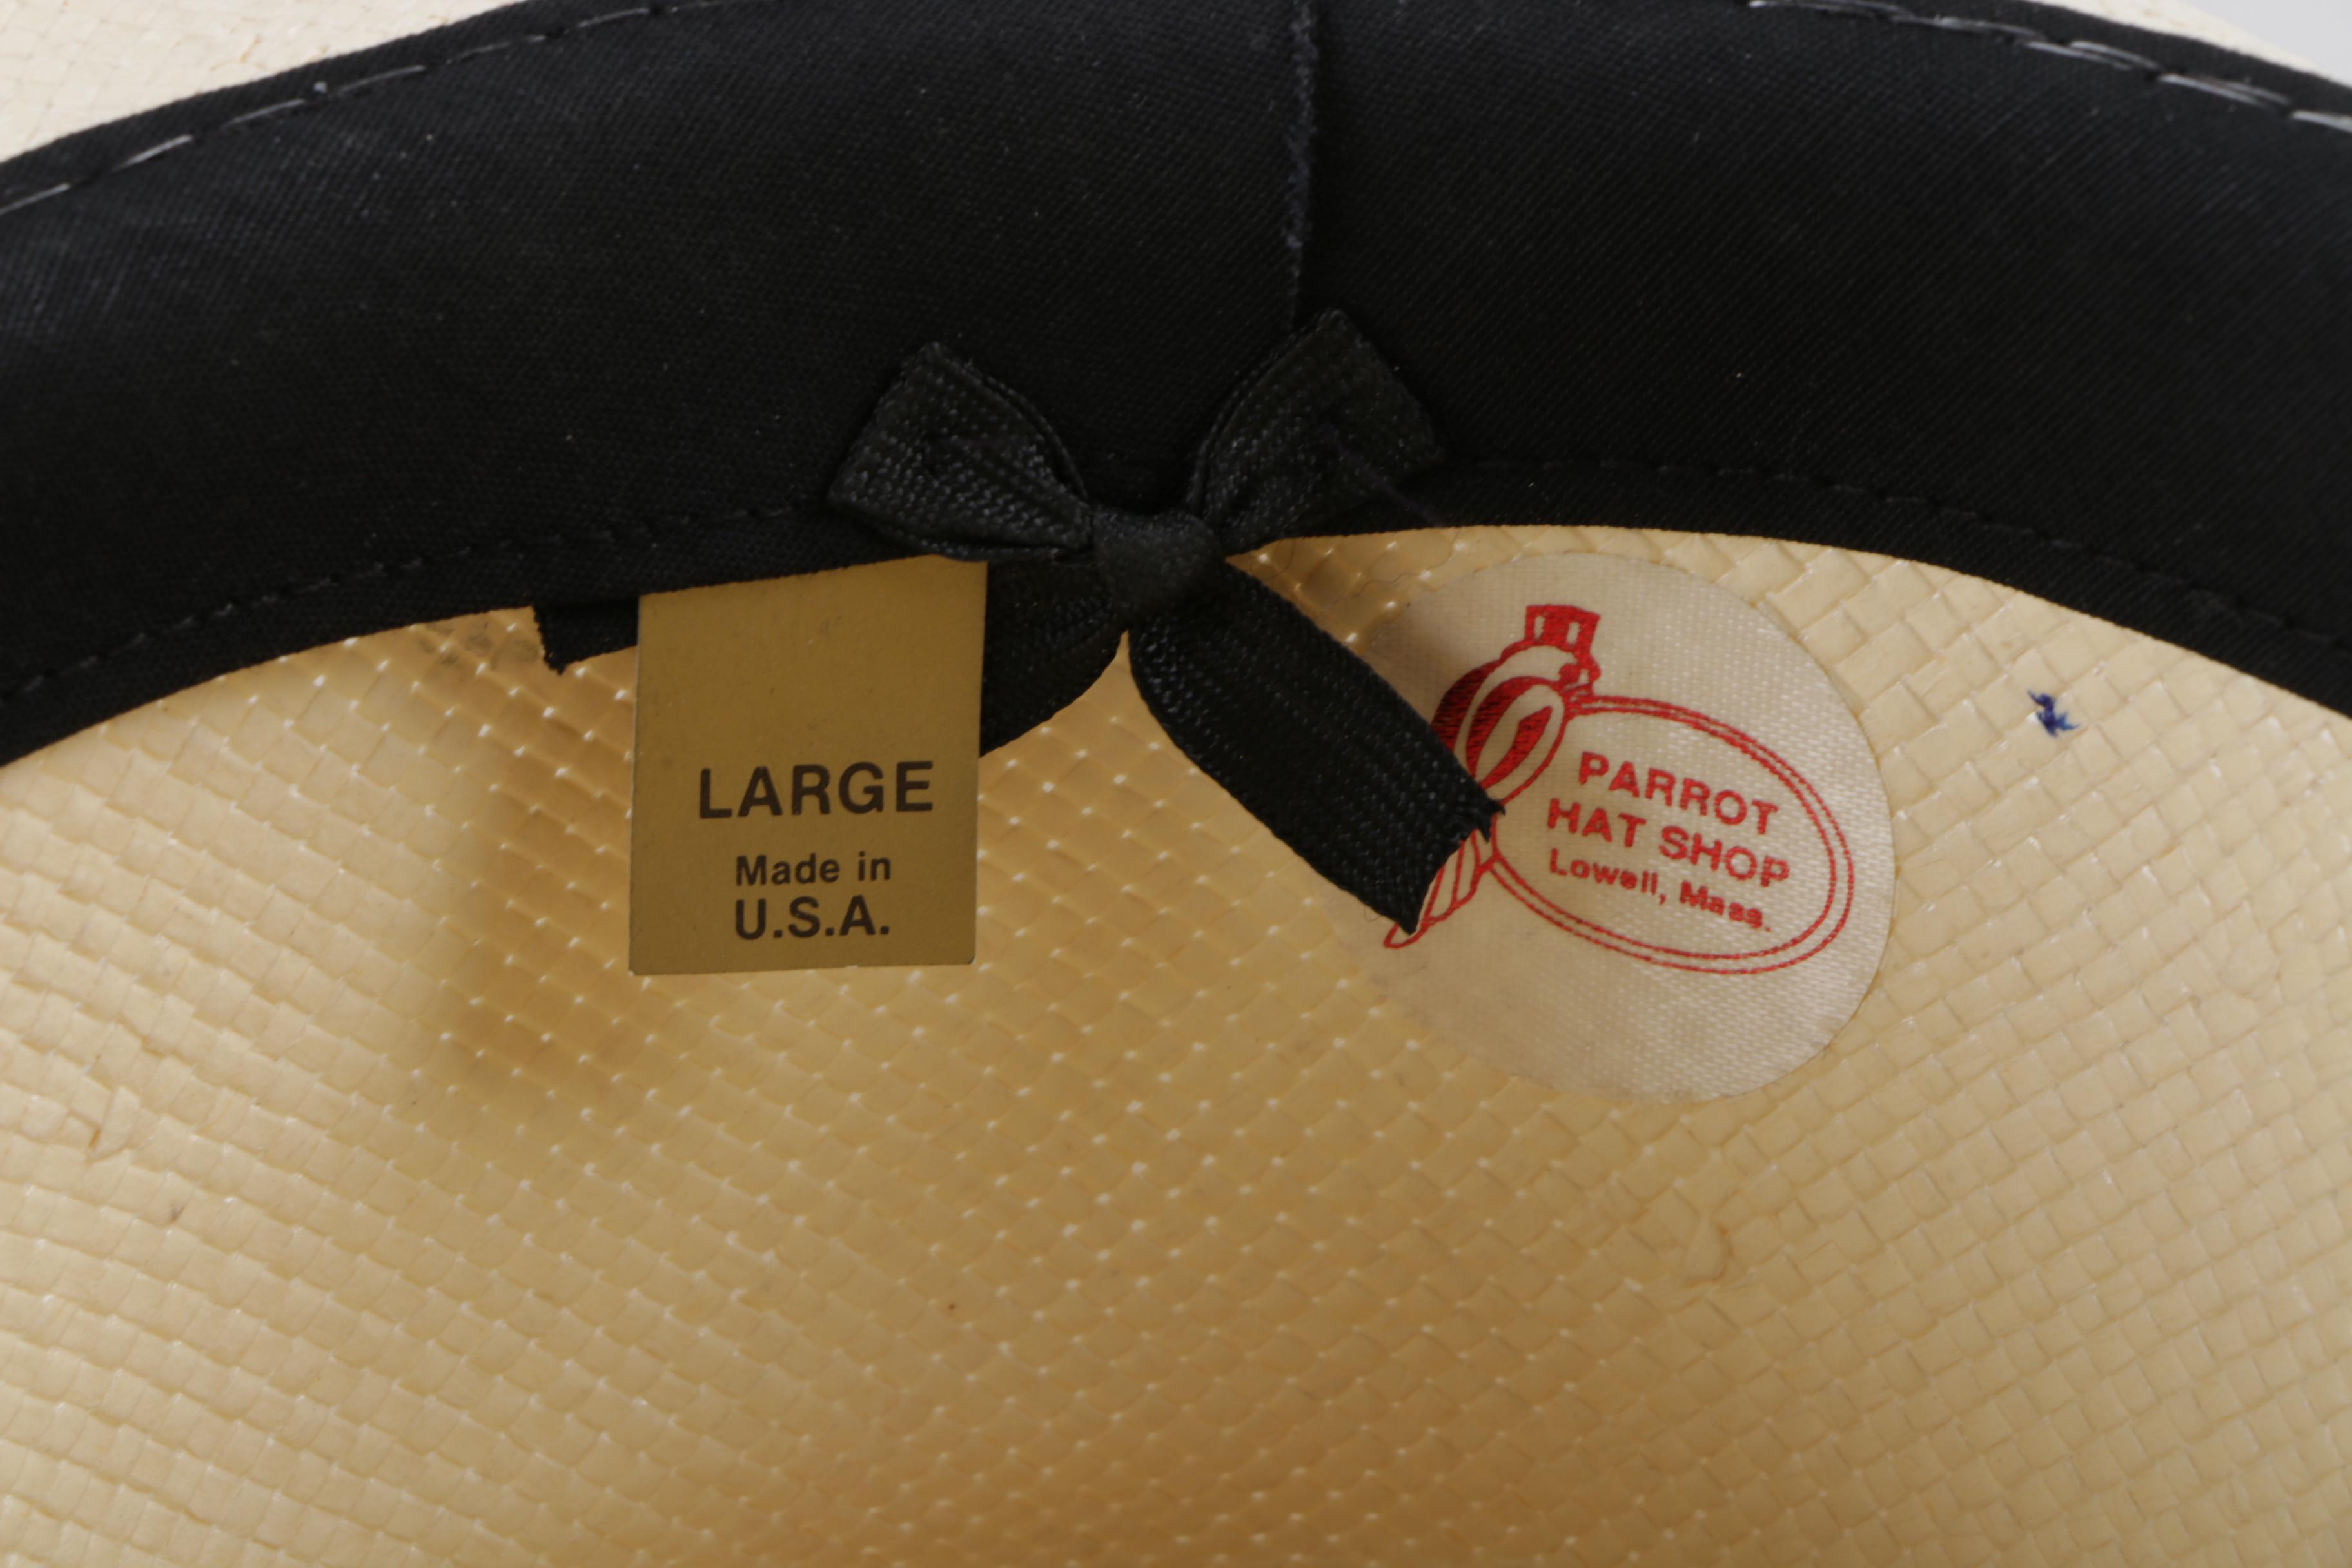 LARGE
Made in
U.S.A.
PARROT
HAT SHOP
Lowell, Mass.